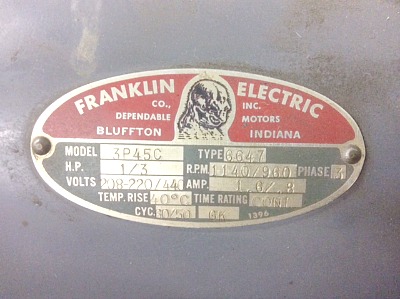 FRANKLIN ELECTRIC
CO., INC.
DEPENDABLE MOTORS
BLUFFTON INDIANA
MODEL 3P45C TYPE 6647
H.P. 1/3 R.P.M. 1140/960 PHASE 3
VOLTS 208-220/440 AMP. 1.6/.8
TEMP. RISE 40°C TIME RATING CONT
CYC. 60/50 1396